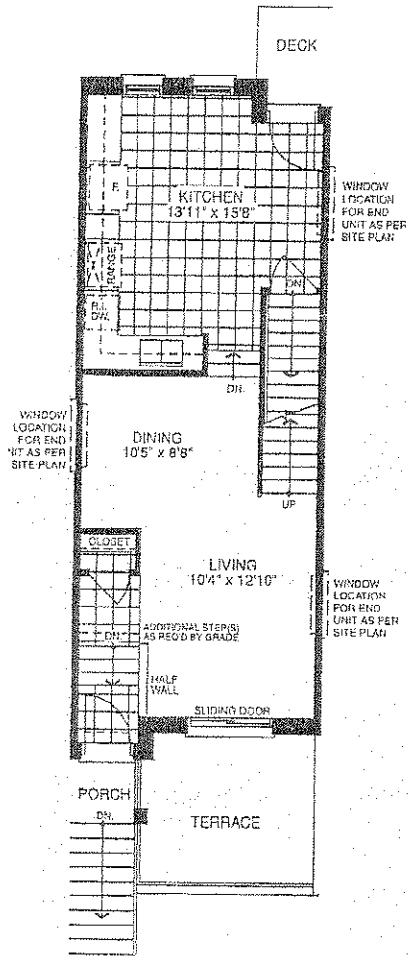 DECK
F.
KITCHEN
13'11" x 15'8"
WINDOW
LOCATION
FOR END
UNIT AS PER
SITE PLAN
RANGE
R.I.
DW.
DN.
DN.
WINDOW
LOCATION
FOR END
NIT AS PER
SITE PLAN
DINING
10'5" x 8'8"
UP
CLOSET
LIVING
10'4" x 12'10"
WINDOW
LOCATION
FOR END
UNIT AS PER
SITE PLAN
DN.
ADDITIONAL STEP(S)
AS REQ'D BY GRADE
HALF
WALL
SLIDING DOOR
PORCH
DN.
TERRACE